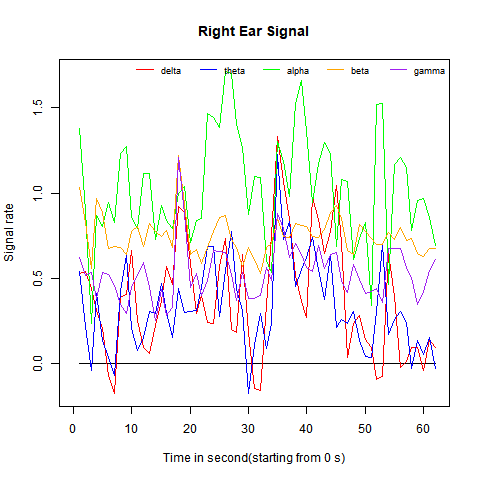 Right Ear Signal
delta theta alpha beta gamma
Signal rate
1.5
1.0
0.5
0.0
0 10 20 30 40 50 60
Time in second(starting from 0 s)